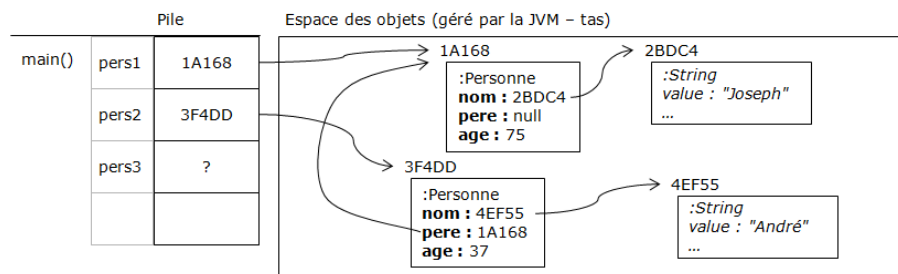 Pile
Espace des objets (géré par la JVM – tas)
main()
pers1
1A168
pers2
3F4DD
pers3
?
1A168
:Personne
nom : 2BDC4
pere : null
age : 75
2BDC4
:String
value : "Joseph"
...
3F4DD
:Personne
nom : 4EF55
pere : 1A168
age : 37
4EF55
:String
value : "André"
...